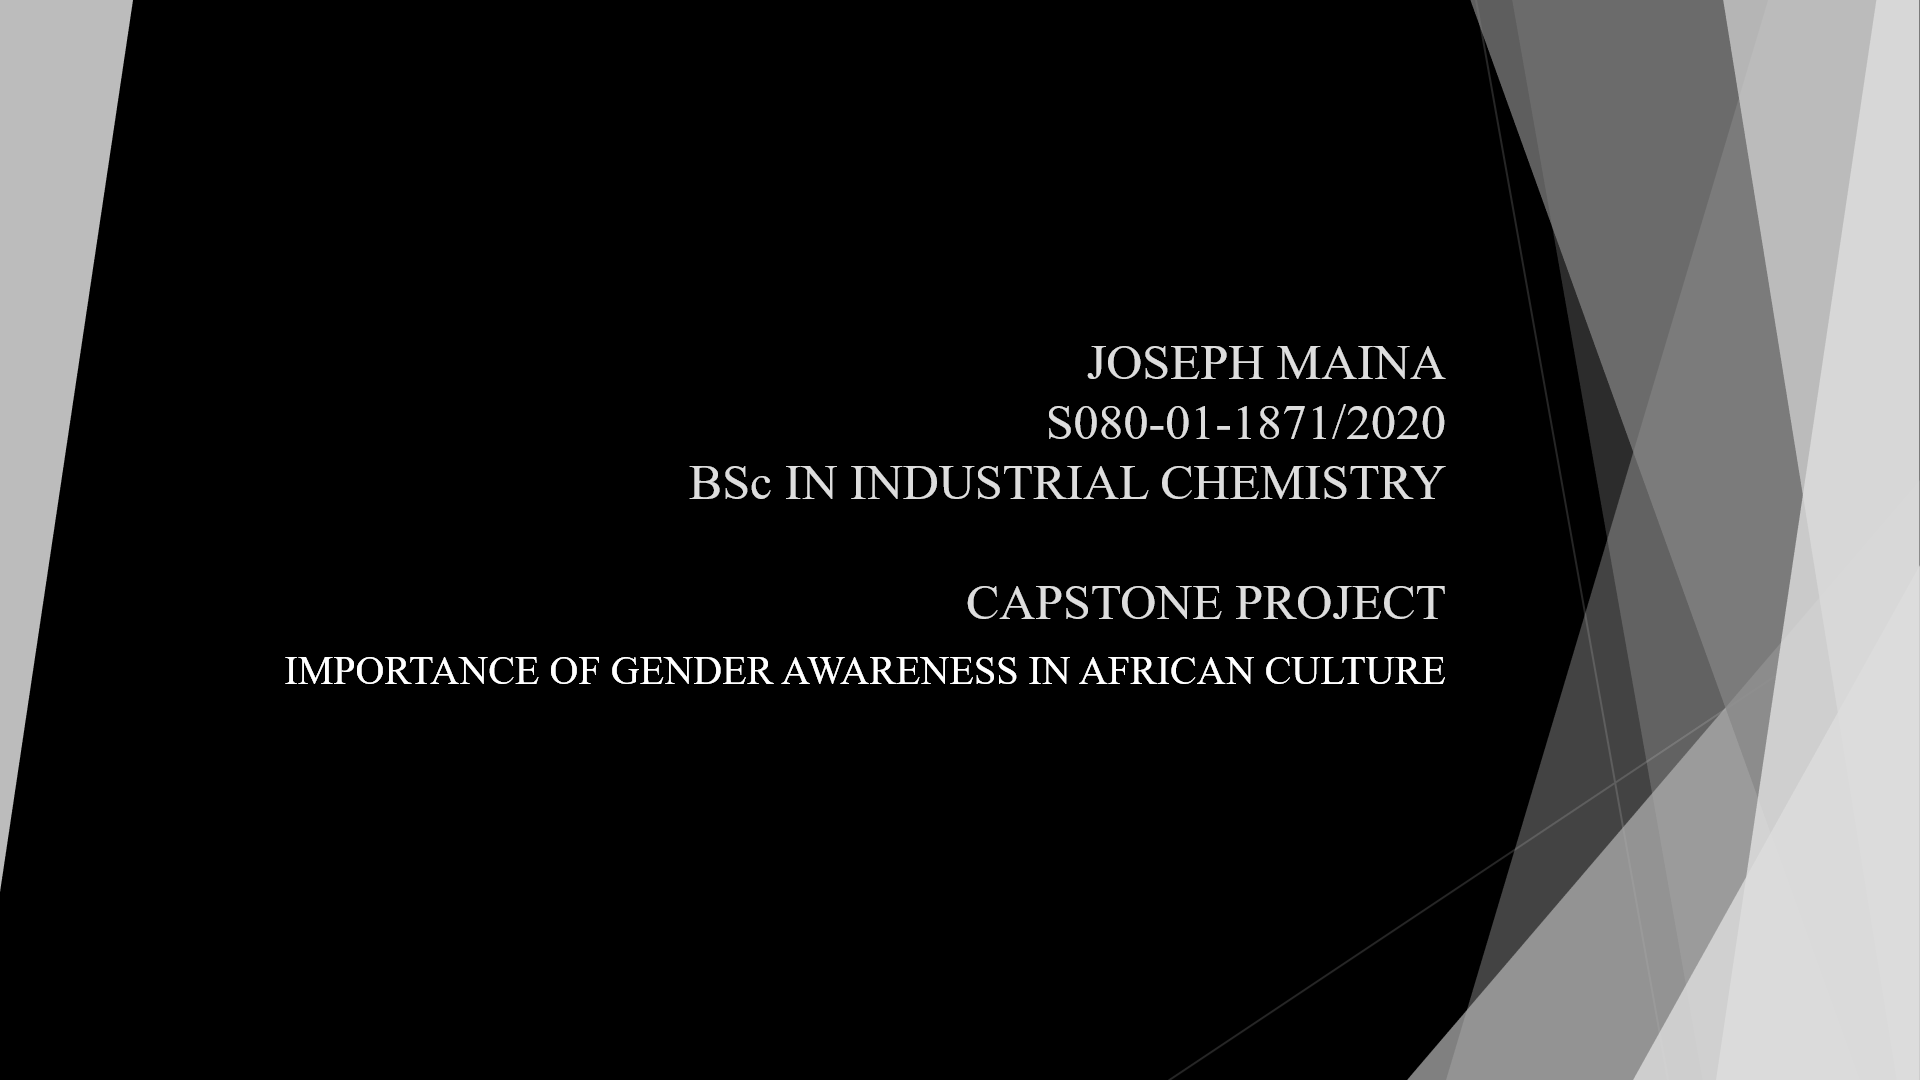 JOSEPH MAINA
S080-01-1871/2020
BSc IN INDUSTRIAL CHEMISTRY
CAPSTONE PROJECT
IMPORTANCE OF GENDER AWARENESS IN AFRICAN CULTURE